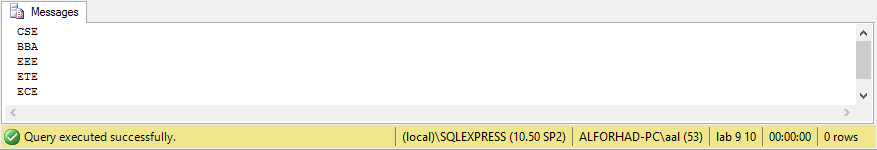 Messages
CSE
BBA
EEE
ETE
ECE
Query executed successfully. (local)\SQLEXPRESS (10.50 SP2) ALFORHAD-PC\aal (53) lab 9 10 00:00:00 0 rows